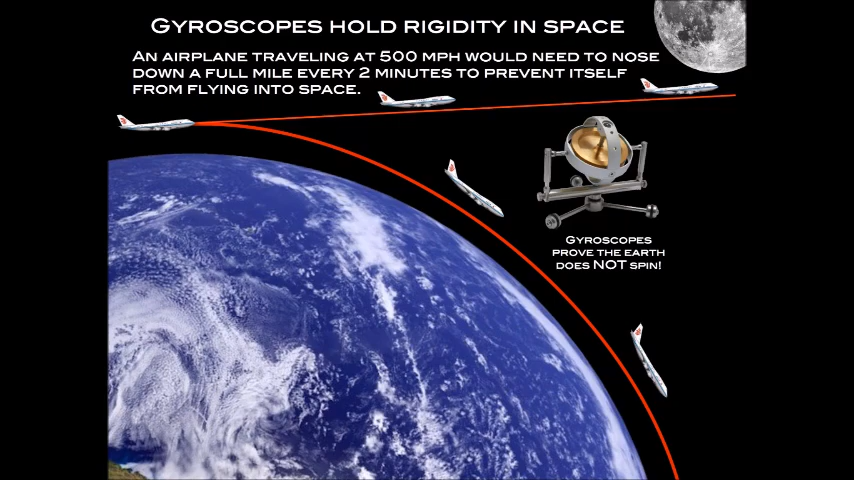 Gyroscopes hold rigidity in space
An airplane traveling at 500 mph would need to nose
down a full mile every 2 minutes to prevent itself
from flying into space.
Gyroscopes
prove the earth
does NOT spin!